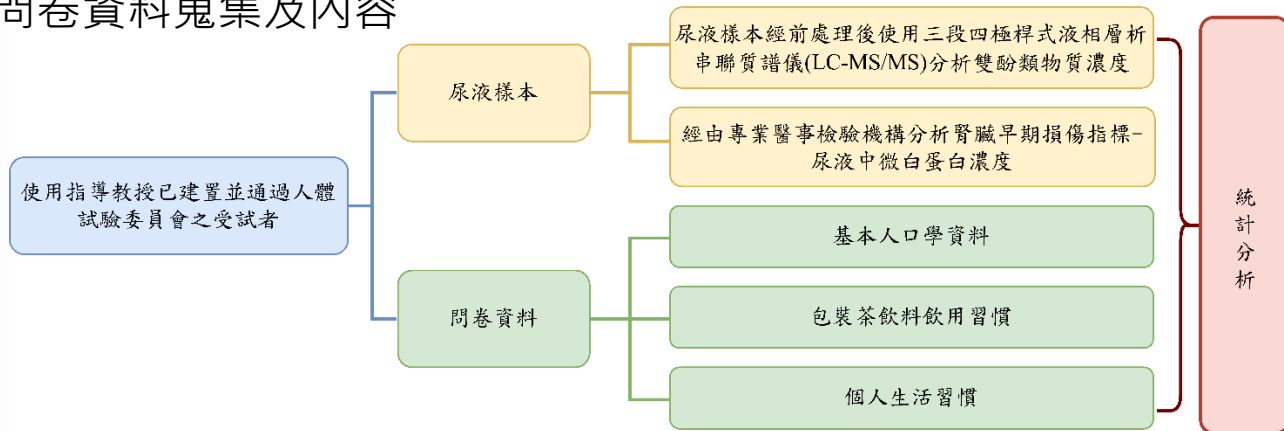 問卷資料蒐集及內容
尿液樣本經前處理後使用三段四極桿式液相層析
串聯質譜儀(LC-MS/MS)分析雙酚類物質濃度
尿液樣本
經由專業醫事檢驗機構分析腎臟早期損傷指標-
尿液中微白蛋白濃度
使用指導教授已建置並通過人體
試驗委員會之受試者
基本人口學資料
問卷資料
包裝茶飲料飲用習慣
個人生活習慣
統
計
分
析